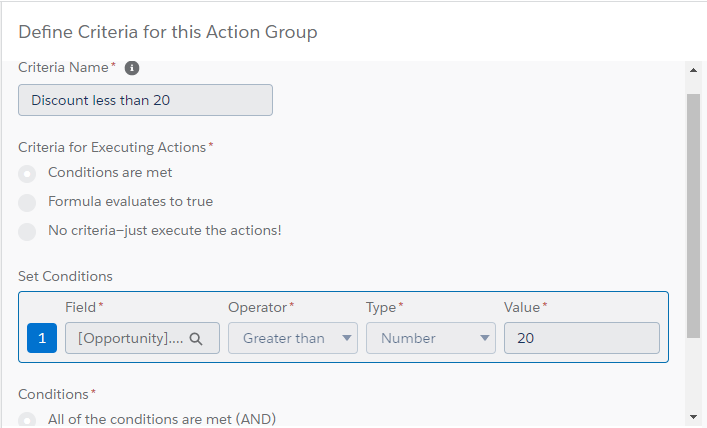 Define Criteria for this Action Group
Criteria Name*
Discount less than 20
Criteria for Executing Actions*
Conditions are met
Formula evaluates to true
No criteria—just execute the actions!
Set Conditions
Field* Operator* Type* Value*
1 [Opportunity].... Greater than Number 20
Conditions*
All of the conditions are met (AND)